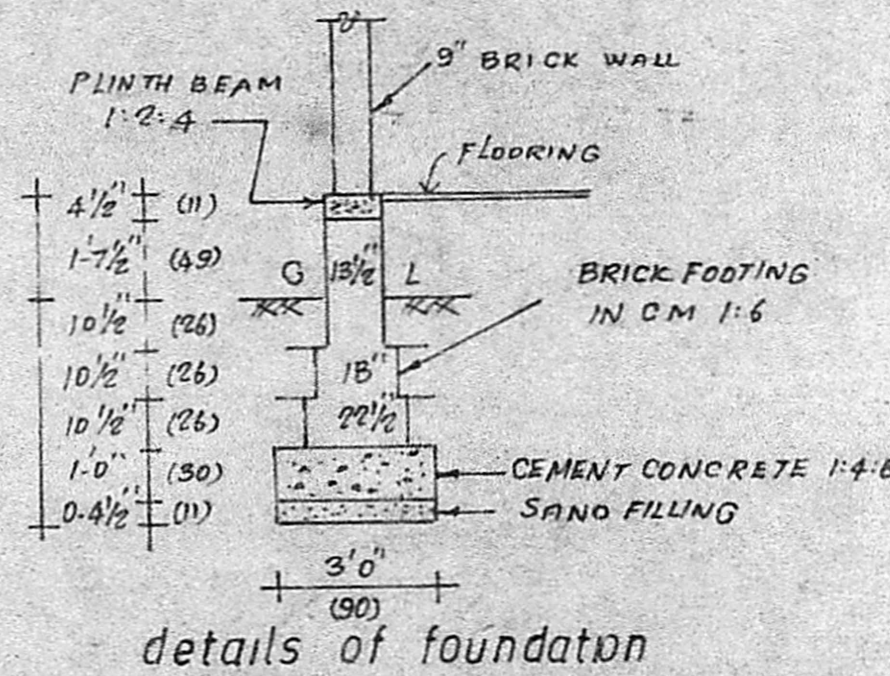 9" BRICK WALL
PLINTH BEAM
1:2:4
FLOORING
4½" (11)
1-7½" (49)
G 13½" L
BRICK FOOTING
IN CM 1:6
10½" (26)
10½" (26)
18"
10½" (26)
22½"
1-0" (30)
CEMENT CONCRETE 1:4:8
0-4½" (11)
SAND FILLING
3'0"
(90)
details of foundation